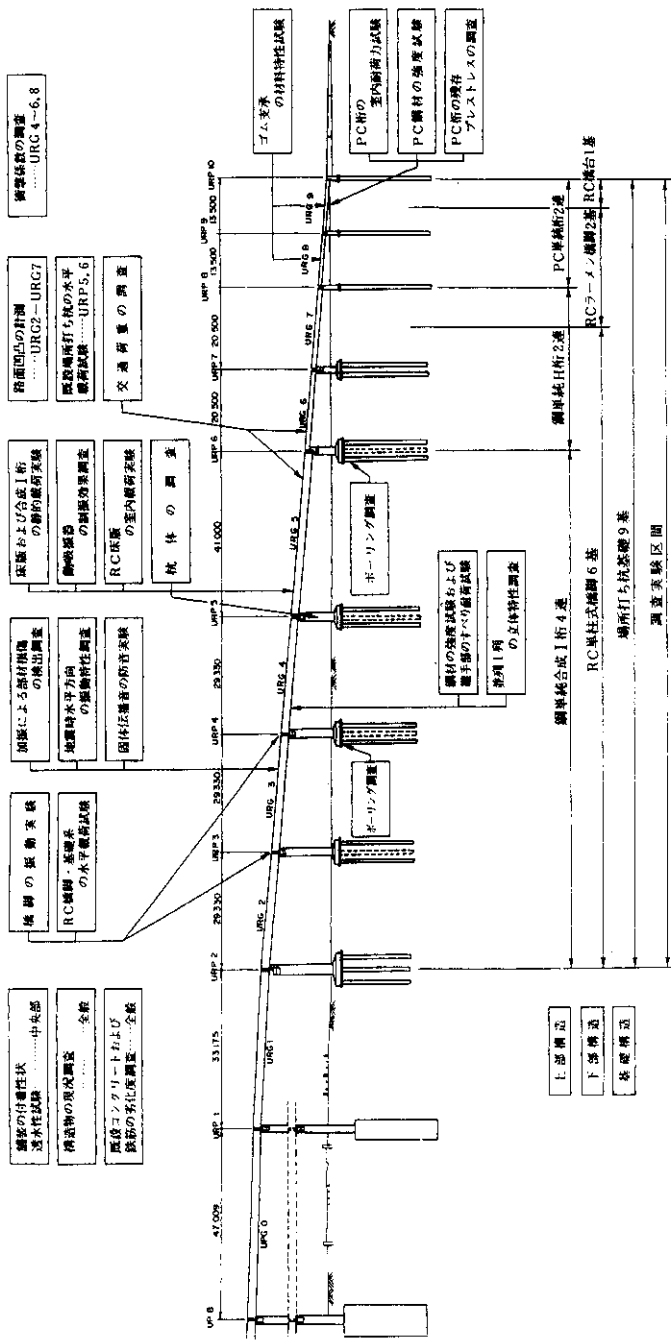 舗装の付着性状
透水性試験………中央部
構造物の現況調査
………全般
既設コンクリートおよび
鉄筋の劣化度調査……全般
橋脚の振動実験
RC橋脚・基礎系
の水平載荷試験
加振による部材損傷
の検出調査
地震時水平方向
の振動特性調査
固体伝播音の防音実験
床版および合成I桁
の静的載荷実験
動吸振器
の制振効果調査
RC床版
の室内載荷実験
杭体の調査
路面凹凸の計測
……URG2~URG7
既設場所打ち杭の水平
載荷試験……URP5,6
交通荷重の調査
衝撃係数の調査
……URG4~6,8
ゴム支承
の材料特性試験
PC桁の
室内耐荷力試験
PC鋼材の強度試験
PC桁の残存
プレストレスの調査
UP8
47 009
URP 1
33 175
URP 2
29 330
URP 3
29 330
URP 4
29 330
URP 5
41 000
URP 6
20 500
URP 7
20 500
URP 8
13 500
URP 9
13 500
URP 10
URG 0
URG 1
URG 2
URG 3
URG 4
URG 5
URG 6
URG 7
URG 8
URG 9
ボーリング調査
ボーリング調査
鋼材の強度試験および
継手部のすべり耐荷試験
並列I桁
の立体特性調査
上部構造
鋼単純合成I桁4連
鋼単純H桁2連
PC単純桁2連
下部構造
RC単柱式橋脚6基
RCラーメン橋脚2基
RC橋台1基
基礎構造
場所打ち杭基礎9基
調査実験区間